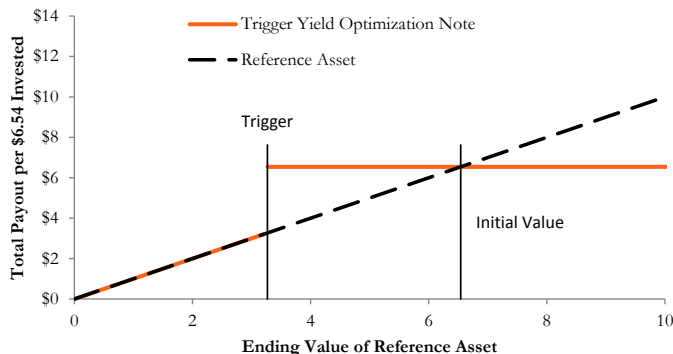 $14
$12
$10
$8
$6
$4
$2
$0
Total Payout per $6.54 Invested
Trigger Yield Optimization Note
Reference Asset
Trigger
Initial Value
0
2
4
6
8
10
Ending Value of Reference Asset